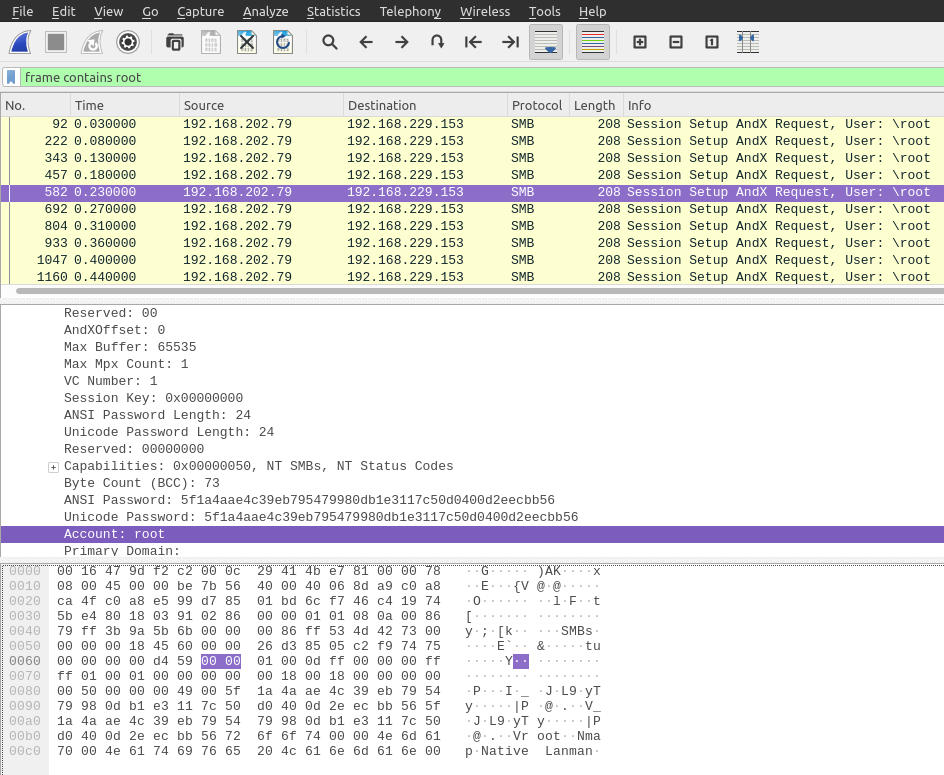 File Edit View Go Capture Analyze Statistics Telephony Wireless Tools Help
frame contains root
No. Time Source Destination Protocol Length Info
92 0.030000 192.168.202.79 192.168.229.153 SMB 208 Session Setup AndX Request, User: \root
222 0.080000 192.168.202.79 192.168.229.153 SMB 208 Session Setup AndX Request, User: \root
343 0.130000 192.168.202.79 192.168.229.153 SMB 208 Session Setup AndX Request, User: \root
457 0.180000 192.168.202.79 192.168.229.153 SMB 208 Session Setup AndX Request, User: \root
582 0.230000 192.168.202.79 192.168.229.153 SMB 208 Session Setup AndX Request, User: \root
692 0.270000 192.168.202.79 192.168.229.153 SMB 208 Session Setup AndX Request, User: \root
804 0.310000 192.168.202.79 192.168.229.153 SMB 208 Session Setup AndX Request, User: \root
933 0.360000 192.168.202.79 192.168.229.153 SMB 208 Session Setup AndX Request, User: \root
1047 0.400000 192.168.202.79 192.168.229.153 SMB 208 Session Setup AndX Request, User: \root
1160 0.440000 192.168.202.79 192.168.229.153 SMB 208 Session Setup AndX Request, User: \root
Reserved: 00
AndXOffset: 0
Max Buffer: 65535
Max Mpx Count: 1
VC Number: 1
Session Key: 0x00000000
ANSI Password Length: 24
Unicode Password Length: 24
Reserved: 00000000
Capabilities: 0x00000050, NT SMBs, NT Status Codes
Byte Count (BCC): 73
ANSI Password: 5f1a4aae4c39eb795479980db1e3117c50d0400d2eecbb56
Unicode Password: 5f1a4aae4c39eb795479980db1e3117c50d0400d2eecbb56
Account: root
Primary Domain:
0000 00 16 47 9d f2 c2 00 0c 29 41 4b e7 81 00 00 78 ··G····· )AK····x
0010 08 00 45 00 00 be 7b 56 40 00 40 06 8d a9 c0 a8 ··E···{V @·@·····
0020 ca 4f c0 a8 e5 99 d7 85 01 bd 6c f7 46 c4 19 74 ·O······ ··l·F··t
0030 5b e4 80 18 03 91 02 86 00 00 01 01 08 0a 00 86 [······· ········
0040 79 ff 3b 9a 5b 6b 00 00 00 86 ff 53 4d 42 73 00 y·;·[k·· ···SMBs·
0050 00 00 00 18 45 60 00 00 26 d3 85 05 c2 f9 74 75 ····E`·· &·····tu
0060 00 00 00 00 d4 59 00 00 01 00 0d ff 00 00 00 ff ·····Y·· ········
0070 ff 01 00 01 00 00 00 00 00 18 00 18 00 00 00 00 ········ ········
0080 00 50 00 00 00 49 00 5f 1a 4a ae 4c 39 eb 79 54 ·P···I·_ ·J·L9·yT
0090 79 98 0d b1 e3 11 7c 50 d0 40 0d 2e ec bb 56 5f y·····|P ·@·.··V_
00a0 1a 4a ae 4c 39 eb 79 54 79 98 0d b1 e3 11 7c 50 ·J·L9·yT y·····|P
00b0 d0 40 0d 2e ec bb 56 72 6f 6f 74 00 00 4e 6d 61 ·@·.··Vr oot··Nma
00c0 70 00 4e 61 74 69 76 65 20 4c 61 6e 6d 61 6e 00 p·Native Lanman·